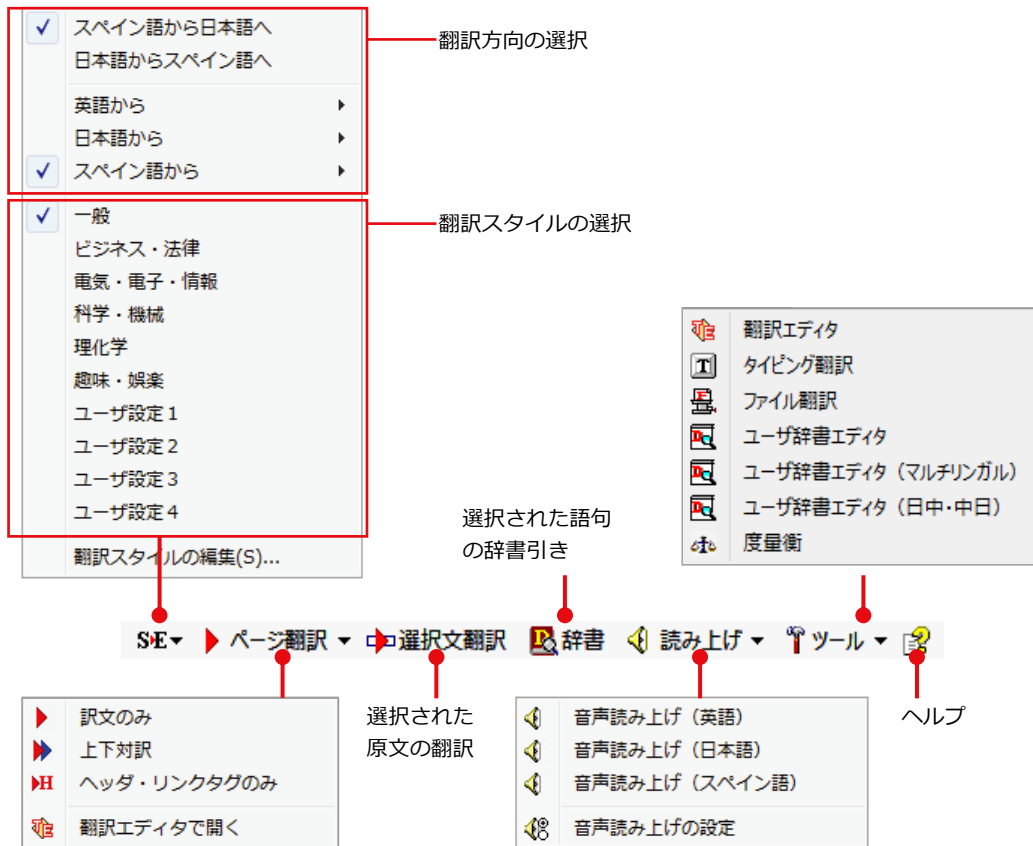 スペイン語から日本語へ
日本語からスペイン語へ
英語から
日本語から
スペイン語から
翻訳方向の選択
一般
ビジネス・法律
電気・電子・情報
科学・機械
理化学
趣味・娯楽
ユーザ設定1
ユーザ設定2
ユーザ設定3
ユーザ設定4
翻訳スタイルの編集(S)...
翻訳スタイルの選択
翻訳エディタ
タイピング翻訳
ファイル翻訳
ユーザ辞書エディタ
ユーザ辞書エディタ（マルチリンガル）
ユーザ辞書エディタ（日中・中日）
度量衡
選択された語句
の辞書引き
S▸E ページ翻訳 選択文翻訳 辞書 読み上げ ツール
訳文のみ
上下対訳
ヘッダ・リンクタグのみ
翻訳エディタで開く
選択された
原文の翻訳
音声読み上げ（英語）
音声読み上げ（日本語）
音声読み上げ（スペイン語）
音声読み上げの設定
ヘルプ